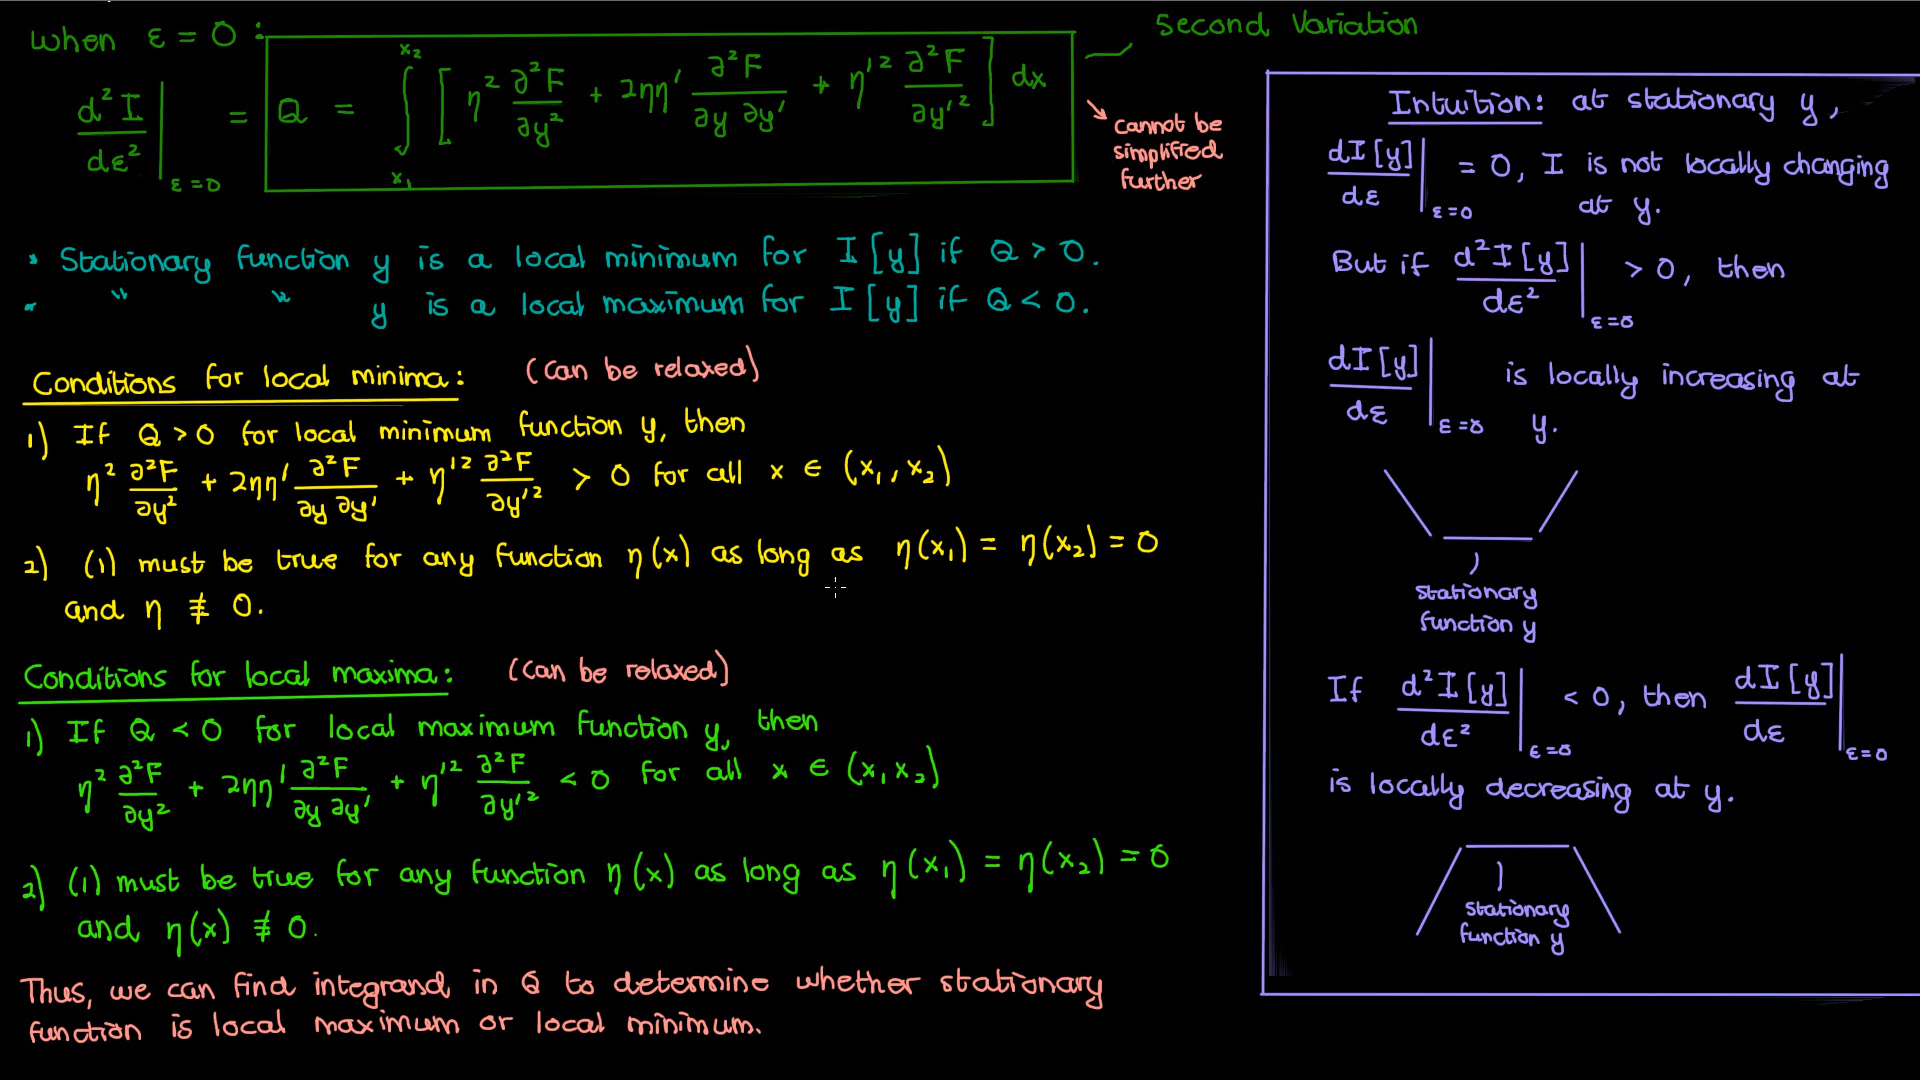 When ε = 0 :
d²I/dε² |ε=0 = Q = ∫_{x₁}^{x₂} [ η² ∂²F/∂y² + 2ηη' ∂²F/∂y ∂y' + η'² ∂²F/∂y'² ] dx
Second Variation
Cannot be
simplified
further
• Stationary function y is a local minimum for I[y] if Q > 0.
• " " y is a local maximum for I[y] if Q < 0.
Conditions for local minima: (can be relaxed)
1) If Q > 0 for local minimum function y, then
η² ∂²F/∂y² + 2ηη' ∂²F/∂y ∂y' + η'² ∂²F/∂y'² > 0 for all x ∈ (x₁, x₂)
2) (1) must be true for any function η(x) as long as η(x₁) = η(x₂) = 0
and η ≢ 0.
Conditions for local maxima: (can be relaxed)
1) If Q < 0 for local maximum function y, then
η² ∂²F/∂y² + 2ηη' ∂²F/∂y ∂y' + η'² ∂²F/∂y'² < 0 for all x ∈ (x₁ x₂)
2) (1) must be true for any function η(x) as long as η(x₁) = η(x₂) = 0
and η(x) ≢ 0.
Thus, we can find integrand in Q to determine whether stationary
function is local maximum or local minimum.
Intuition: at stationary y,
dI[y]/dε |ε=0 = 0, I is not locally changing
at y.
But if d²I[y]/dε² |ε=0 > 0, then
dI[y]/dε |ε=0 is locally increasing at
y.
stationary
function y
If d²I[y]/dε² |ε=0 < 0, then dI[y]/dε |ε=0
is locally decreasing at y.
stationary
function y